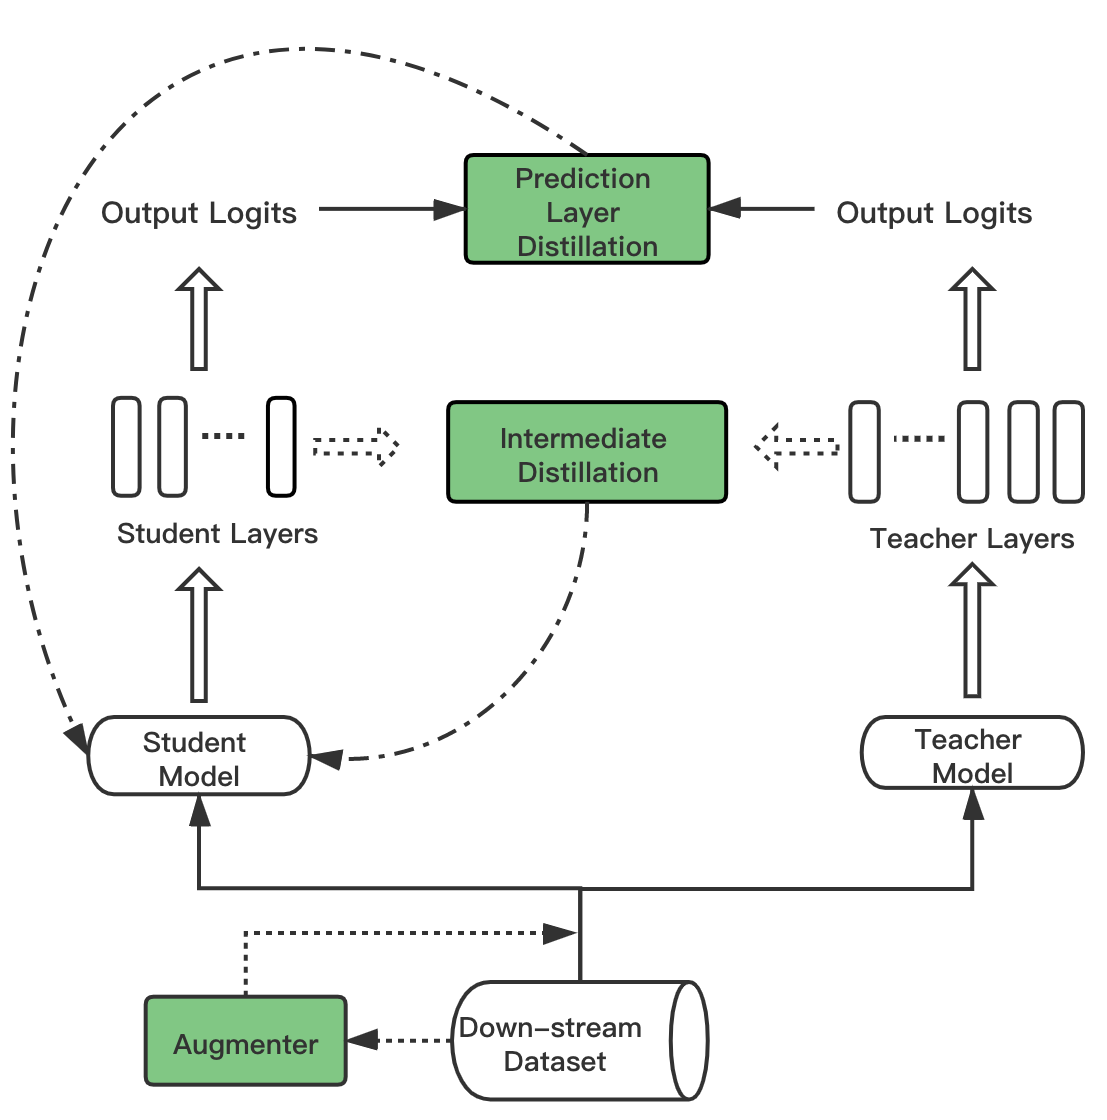 Prediction
Layer
Distillation
Output Logits
Output Logits
Intermediate
Distillation
Student Layers
Teacher Layers
Student
Model
Teacher
Model
Down–stream
Dataset
Augmenter